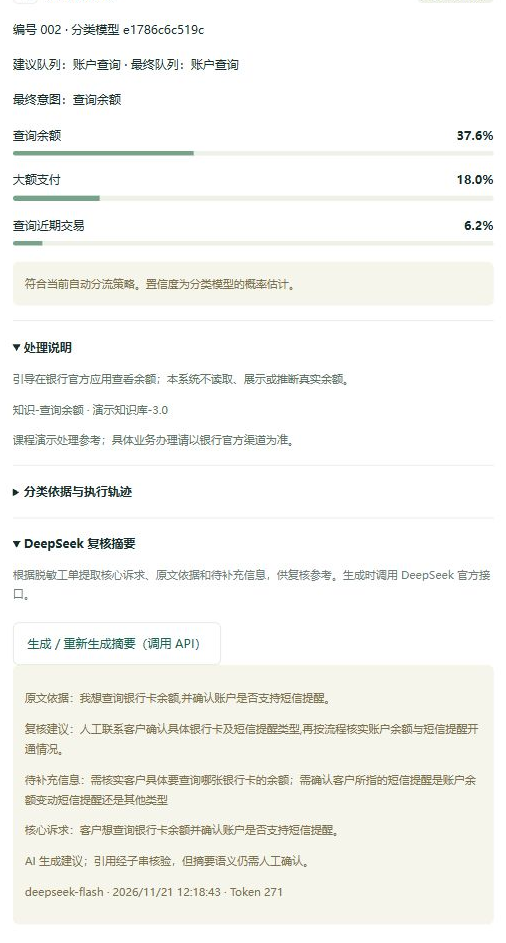 编号 002 · 分类模型 e1786c6c519c
建议队列：账户查询 · 最终队列：账户查询
最终意图：查询余额
查询余额 37.6%
大额支付 18.0%
查询近期交易 6.2%
符合当前自动分流策略。置信度为分类模型的概率估计。
▼ 处理说明
引导在银行官方应用查看余额；本系统不读取、展示或推断真实余额。
知识-查询余额 · 演示知识库-3.0
课程演示处理参考；具体业务办理请以银行官方渠道为准。
▶ 分类依据与执行轨迹
▼ DeepSeek 复核摘要
根据脱敏工单提取核心诉求、原文依据和待补充信息，供复核参考。生成时调用 DeepSeek 官方接
口。
生成 / 重新生成摘要（调用 API）
原文依据：我想查询银行卡余额,并确认账户是否支持短信提醒。
复核建议：人工联系客户确认具体银行卡及短信提醒类型,再按流程核实账户余额与短信提醒开
通情况。
待补充信息：需核实客户具体要查询哪张银行卡的余额；需确认客户所指的短信提醒是账户余
额变动短信提醒还是其他类型
核心诉求：客户想查询银行卡余额并确认账户是否支持短信提醒。
AI 生成建议；引用经子串核验，但摘要语义仍需人工确认。
deepseek-flash · 2026/11/21 12:18:43 · Token 271